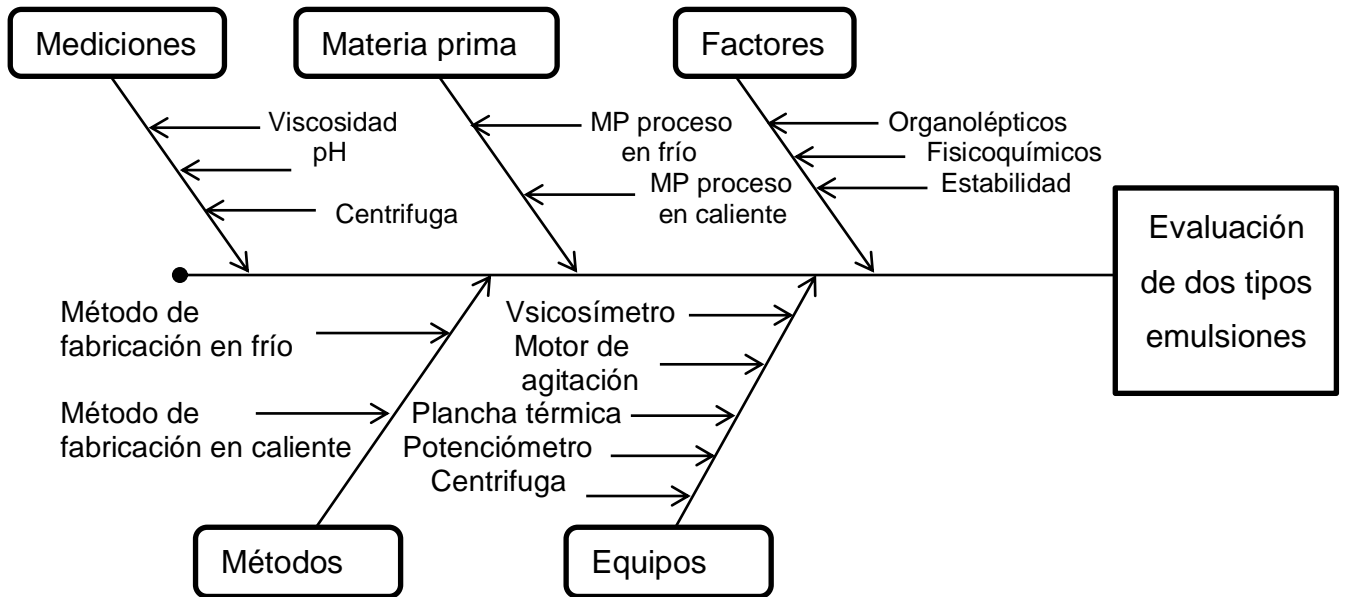 Mediciones
Materia prima
Factores
Viscosidad
pH
Centrifuga
MP proceso
en frío
MP proceso
en caliente
Organolépticos
Fisicoquímicos
Estabilidad
Evaluación
de dos tipos
emulsiones
Método de
fabricación en frío
Método de
fabricación en caliente
Vsicosímetro
Motor de
agitación
Plancha térmica
Potenciómetro
Centrifuga
Métodos
Equipos